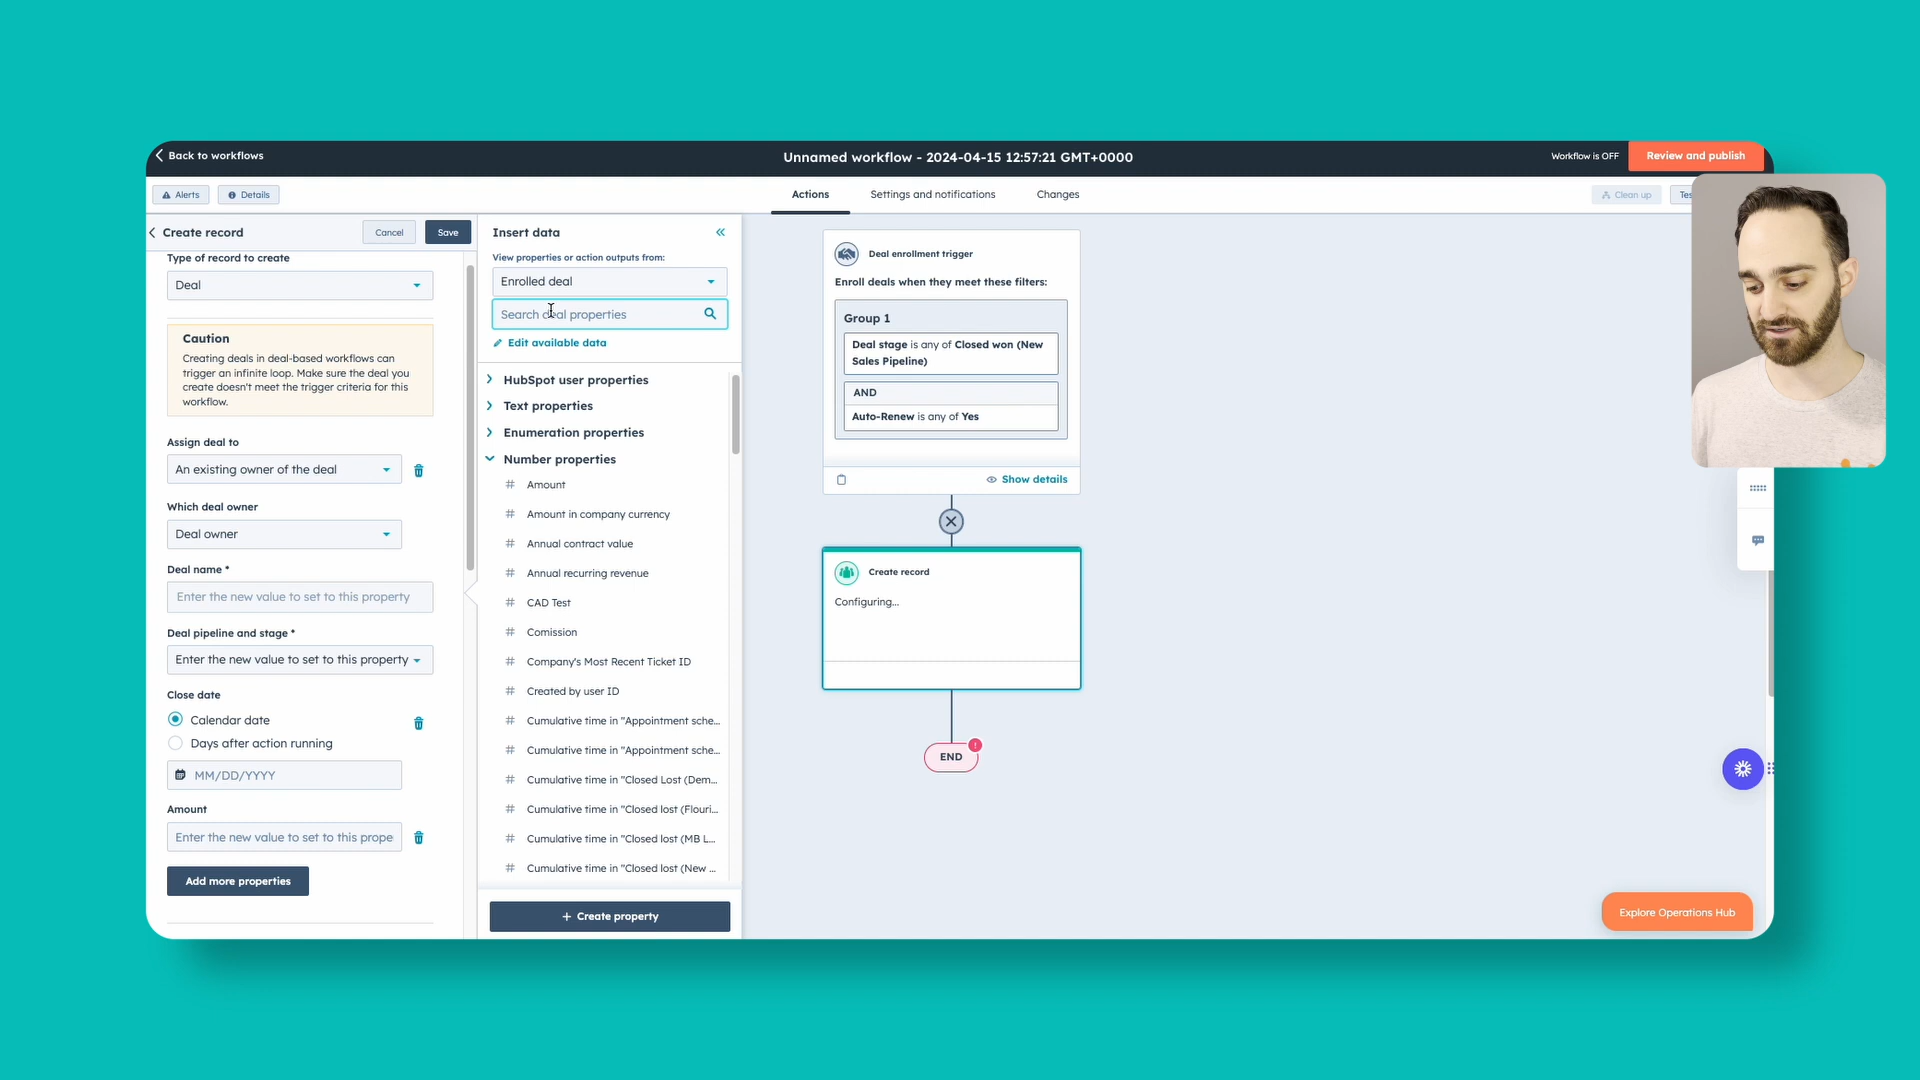 Back to workflows
Unnamed workflow - 2024-04-15 12:57:21 GMT+0000
Workflow is OFF
Review and publish
Alerts
Details
Actions
Settings and notifications
Changes
Clean up
Create record
Cancel
Save
Type of record to create
Deal
Caution
Creating deals in deal-based workflows can
trigger an infinite loop. Make sure the deal you
create doesn't meet the trigger criteria for this
workflow.
Assign deal to
An existing owner of the deal
Which deal owner
Deal owner
Deal name *
Enter the new value to set to this property
Deal pipeline and stage *
Enter the new value to set to this property
Close date
Calendar date
Days after action running
MM/DD/YYYY
Amount
Enter the new value to set to this prope
Add more properties
Insert data
View properties or action outputs from:
Enrolled deal
Search deal properties
Edit available data
HubSpot user properties
Text properties
Enumeration properties
Number properties
# Amount
# Amount in company currency
# Annual contract value
# Annual recurring revenue
# CAD Test
# Comission
# Company's Most Recent Ticket ID
# Created by user ID
# Cumulative time in "Appointment sche...
# Cumulative time in "Appointment sche...
# Cumulative time in "Closed Lost (Dem...
# Cumulative time in "Closed lost (Flouri...
# Cumulative time in "Closed lost (MB L...
# Cumulative time in "Closed lost (New ...
+ Create property
Deal enrollment trigger
Enroll deals when they meet these filters:
Group 1
Deal stage is any of Closed won (New
Sales Pipeline)
AND
Auto-Renew is any of Yes
Show details
Create record
Configuring...
END
Explore Operations Hub